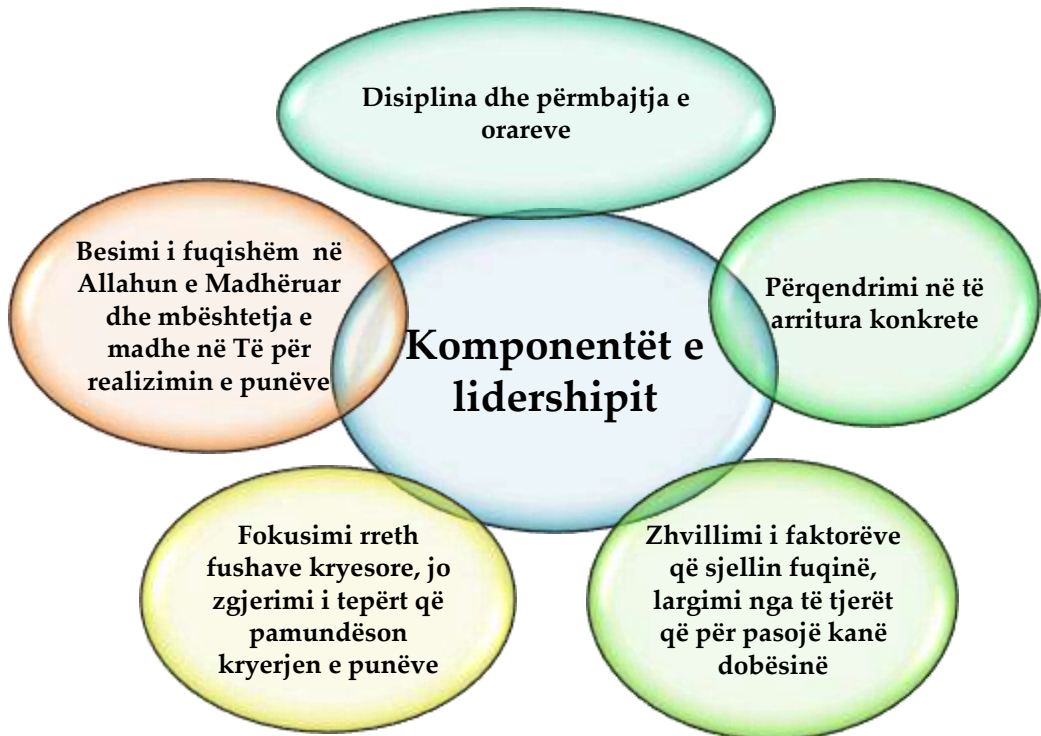 Disiplina dhe përmbajtja e
orareve
Besimi i fuqishëm në
Allahun e Madhëruar
dhe mbështetja e
madhe në Të për
realizimin e punëve
Përqendrimi në të
arritura konkrete
Komponentët e
lidershipit
Fokusimi rreth
fushave kryesore, jo
zgjerimi i tepërt që
pamundëson
kryerjen e punëve
Zhvillimi i faktorëve
që sjellin fuqinë,
largimi nga të tjerët
që për pasojë kanë
dobësinë